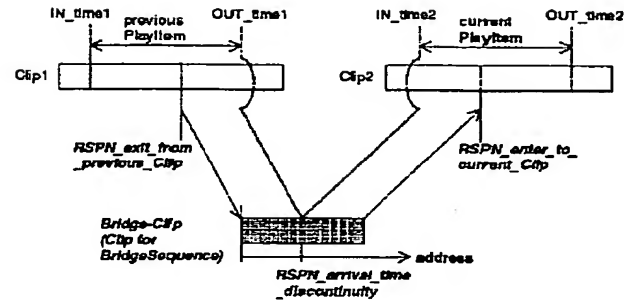 IN_time1
previous
PlayItem
OUT_time1
IN_time2
current
PlayItem
OUT_time2
Clip1
Clip2
RSPN_exit_from
_previous_Clip
RSPN_enter_to_
current_Clip
Bridge-Clip
(Clip for
BridgeSequence)
address
RSPN_arrival_time
_discontinuity